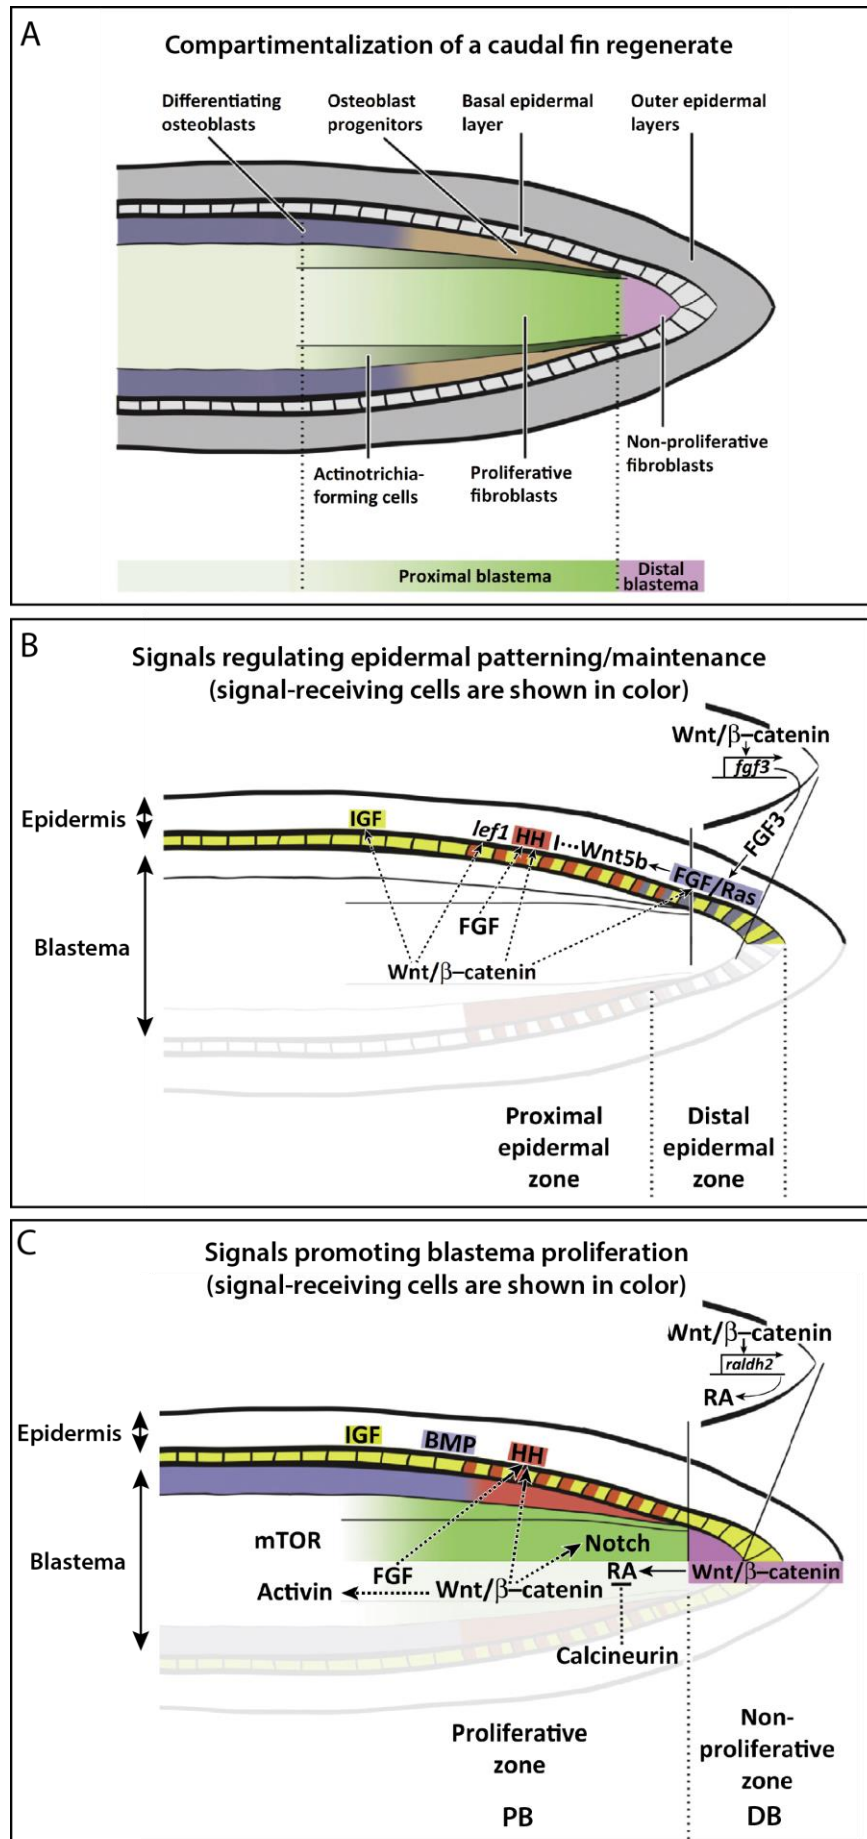 A
Compartimentalization of a caudal fin regenerate
Differentiating
osteoblasts
Osteoblast
progenitors
Basal epidermal
layer
Outer epidermal
layers
Actinotrichia-
forming cells
Proliferative
fibroblasts
Non-proliferative
fibroblasts
Proximal blastema
Distal
blastema
B
Signals regulating epidermal patterning/maintenance
(signal-receiving cells are shown in color)
Wnt/β–catenin
fgf3
FGF3
Epidermis
IGF
lef1
HH
I···Wnt5b
FGF/Ras
FGF
Blastema
Wnt/β–catenin
Proximal
epidermal
zone
Distal
epidermal
zone
C
Signals promoting blastema proliferation
(signal-receiving cells are shown in color)
Wnt/β–catenin
raldh2
RA
Epidermis
IGF
BMP
HH
mTOR
Notch
Blastema
FGF
RA
Wnt/β–catenin
Activin
Wnt/β–catenin
Calcineurin
Proliferative
zone
Non-
proliferative
zone
PB
DB